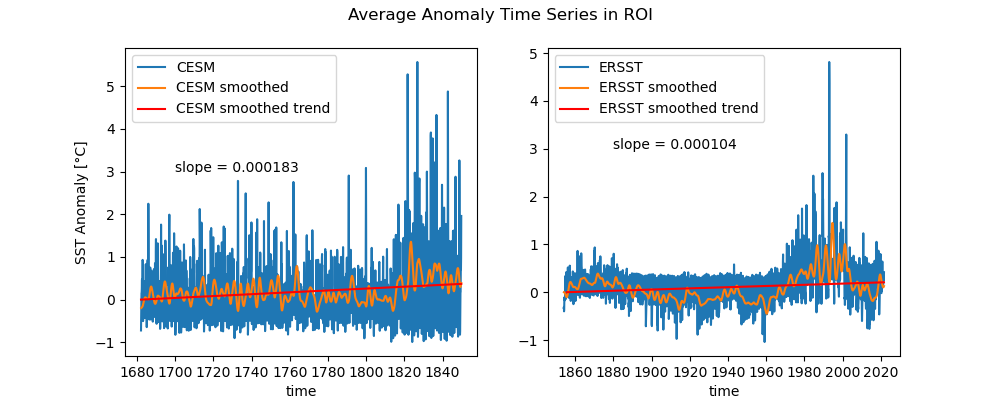 Average Anomaly Time Series in ROI
CESM
CESM smoothed
CESM smoothed trend
slope = 0.000183
SST Anomaly [°C]
5
4
3
2
1
0
−1
1680 1700 1720 1740 1760 1780 1800 1820 1840
time
ERSST
ERSST smoothed
ERSST smoothed trend
slope = 0.000104
5
4
3
2
1
0
−1
1860 1880 1900 1920 1940 1960 1980 2000 2020
time